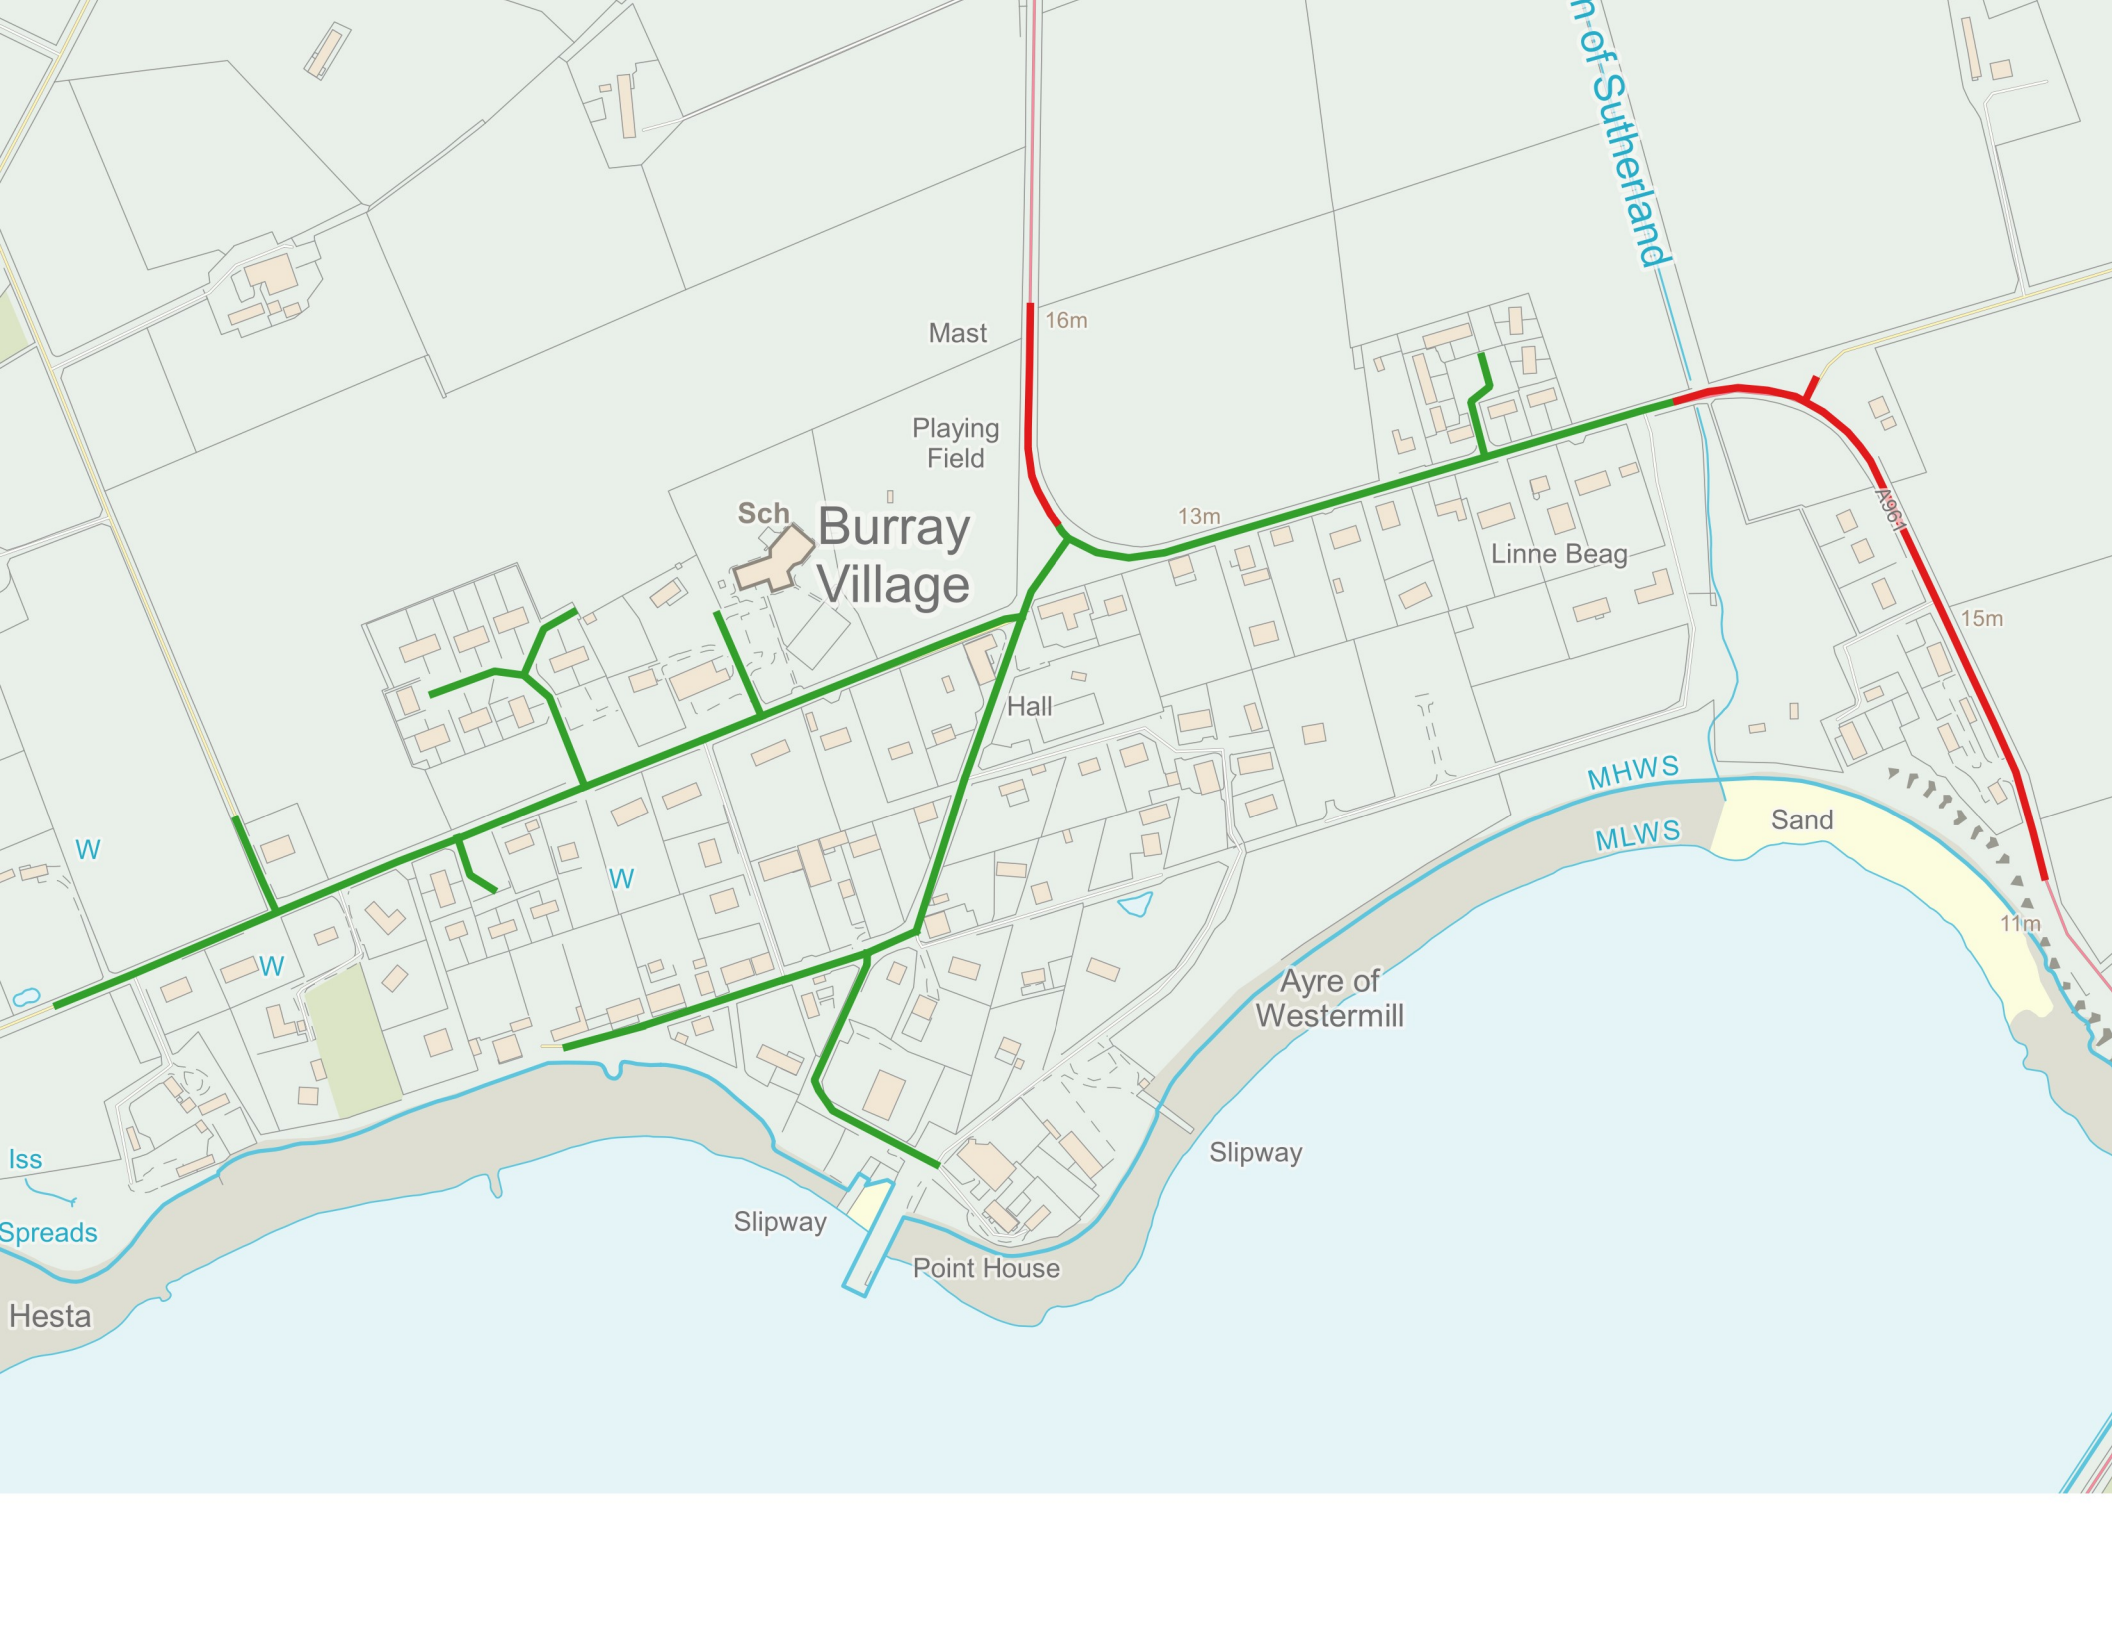 n of Sutherland
16m
Mast
Playing
Field
Sch
Burray
Village
13m
A961
Linne Beag
15m
Hall
MHWS
W
MLWS
Sand
W
11m
W
Ayre of
Westermill
Iss
Slipway
Slipway
Spreads
Point House
Hesta